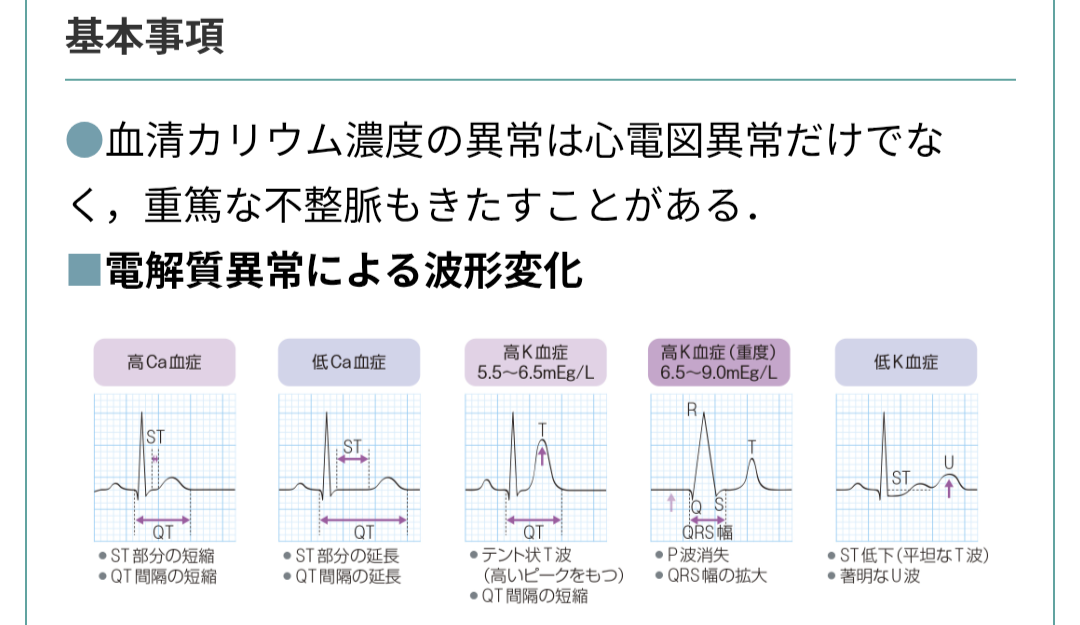 基本事項
●血清カリウム濃度の異常は心電図異常だけでな
く，重篤な不整脈もきたすことがある．
■電解質異常による波形変化
高Ca血症
低Ca血症
高K血症
5.5〜6.5mEg/L
高K血症（重度）
6.5〜9.0mEg/L
低K血症
ST
QT
ST
QT
T
QT
R
T
Q
S
QRS幅
ST
U
●ST部分の短縮
●QT間隔の短縮
●ST部分の延長
●QT間隔の延長
●テント状T波
（高いピークをもつ）
●QT間隔の短縮
●P波消失
●QRS幅の拡大
●ST低下（平坦なT波）
●著明なU波